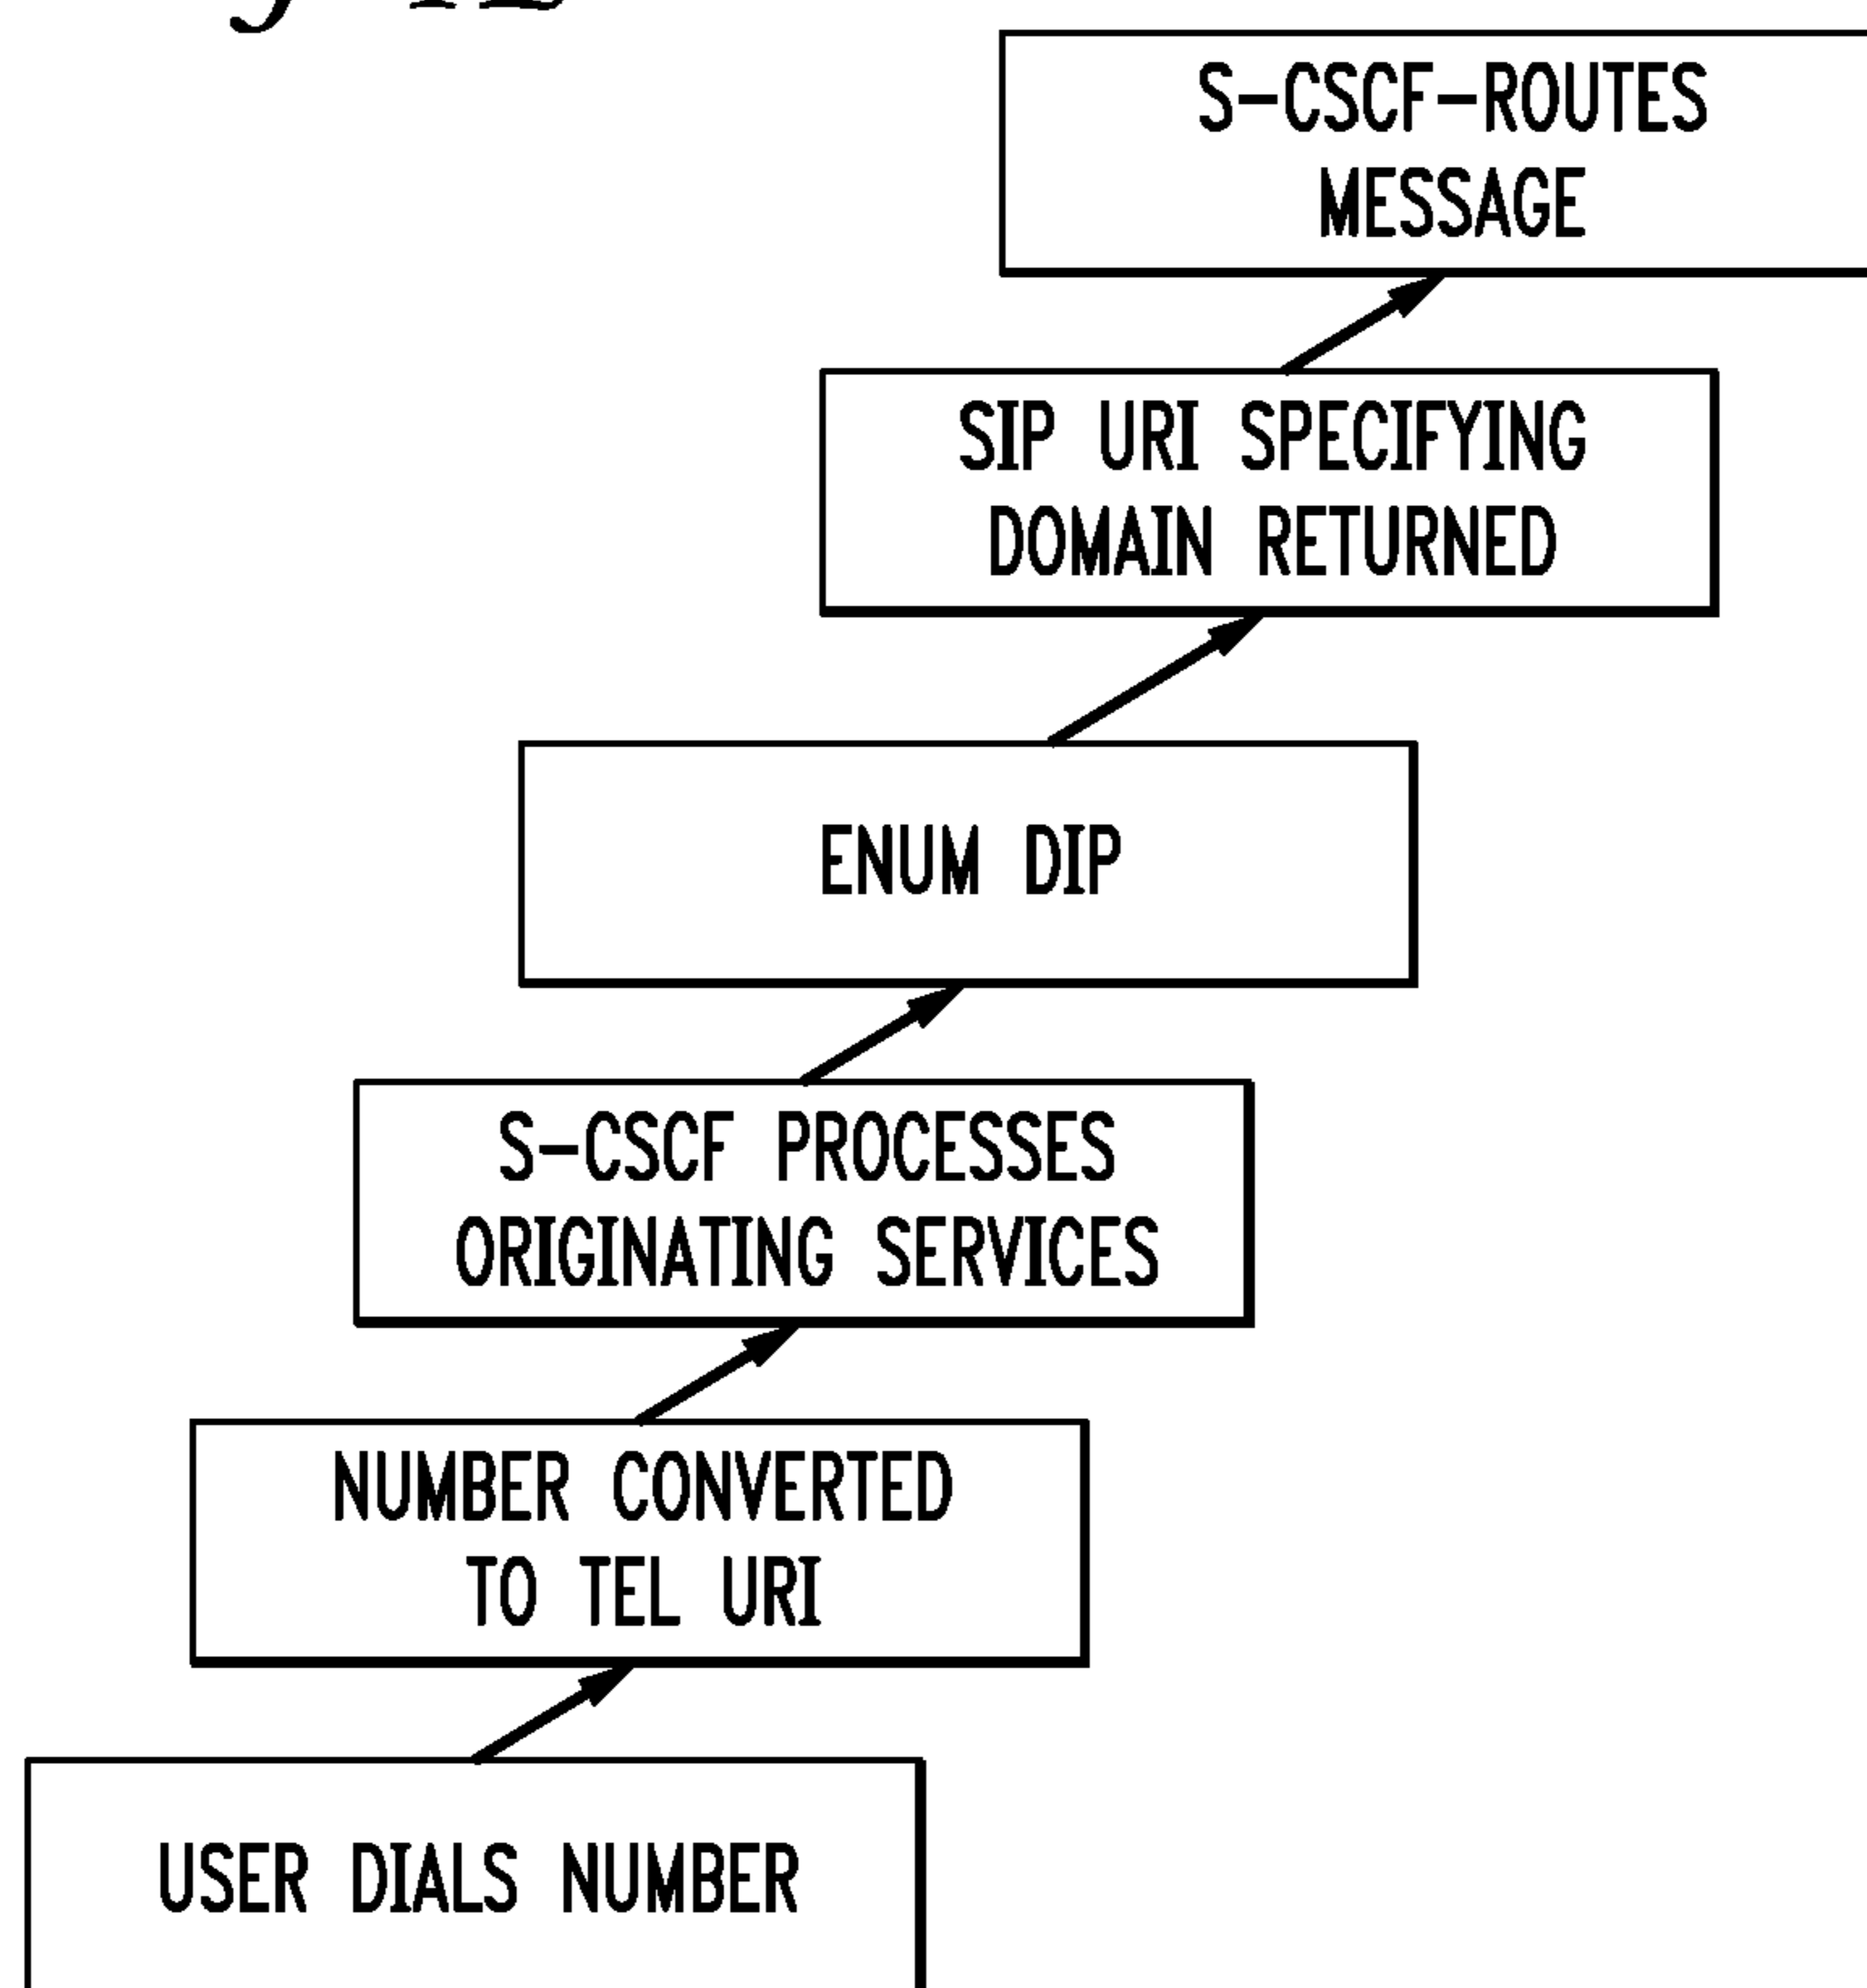 S-CSCF-ROUTES
MESSAGE
SIP URI SPECIFYING
DOMAIN RETURNED
ENUM DIP
S-CSCF PROCESSES
ORIGINATING SERVICES
NUMBER CONVERTED
TO TEL URI
USER DIALS NUMBER